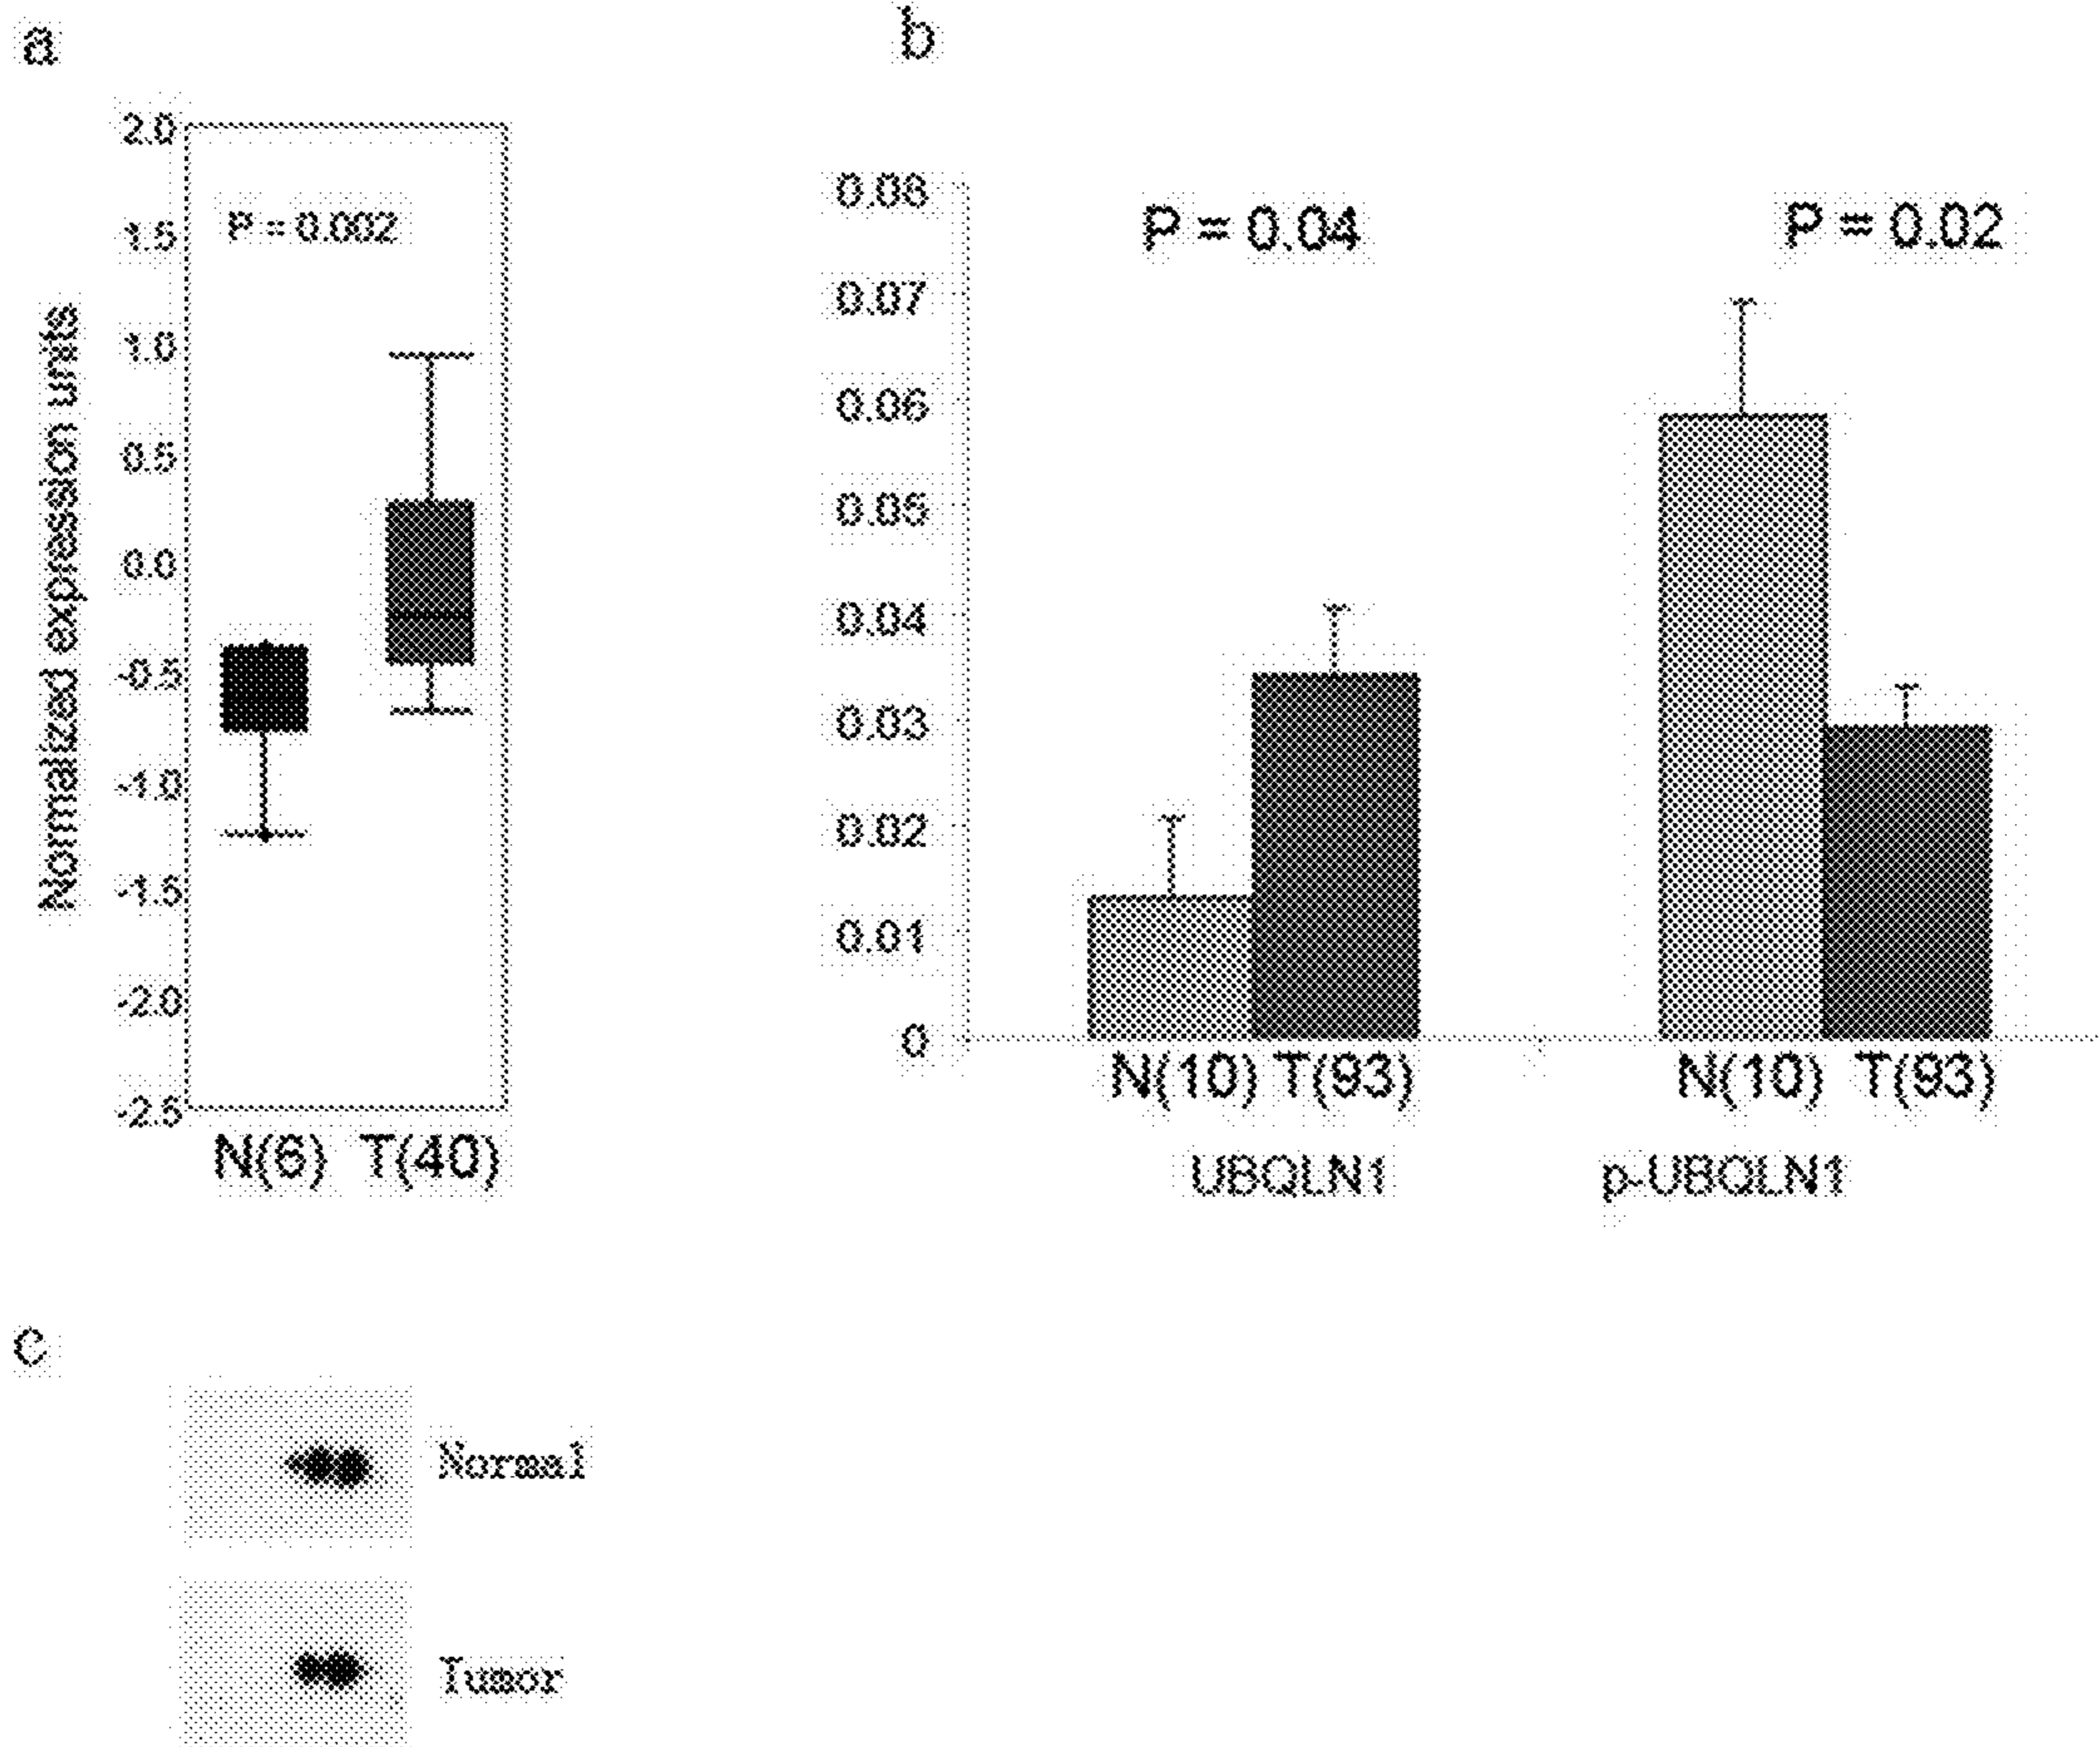 a
2.0
1.5
1.0
0.5
0.0
-0.5
-1.0
-1.5
-2.0
-2.5
Normalized expression units
P = 0.002
N(6) T(40)
b
0.08
0.07
0.06
0.05
0.04
0.03
0.02
0.01
0
P = 0.04
P = 0.02
N(10) T(93)
N(10) T(93)
UBQLN1
p-UBQLN1
c
Normal
Tumor